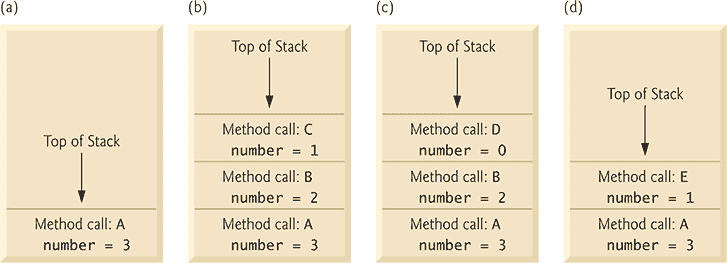 (a)
Top of Stack
Method call: A
number = 3
(b)
Top of Stack
Method call: C
number = 1
Method call: B
number = 2
Method call: A
number = 3
(c)
Top of Stack
Method call: D
number = 0
Method call: B
number = 2
Method call: A
number = 3
(d)
Top of Stack
Method call: E
number = 1
Method call: A
number = 3